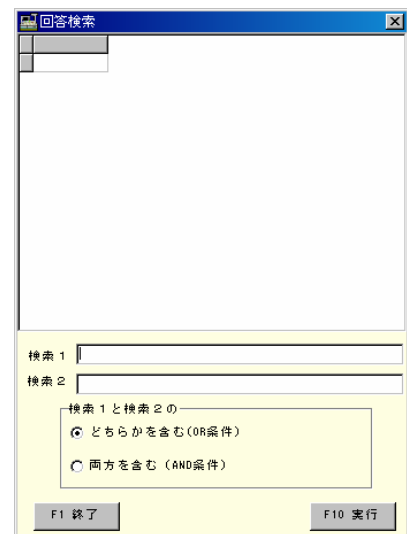 回答検索
検索1
検索2
検索1と検索2の
どちらかを含む(OR条件)
両方を含む (AND条件)
F1 終了
F10 実行